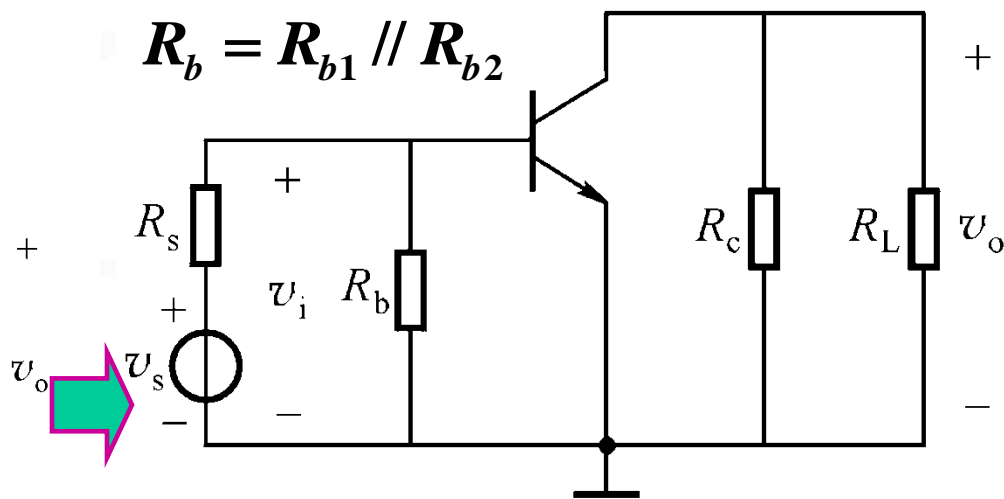 R_b = R_b1 // R_b2
+
+
R_s
R_c
R_L
v_o
+
+
v_i
R_b
v_o
v_s
−
−
−